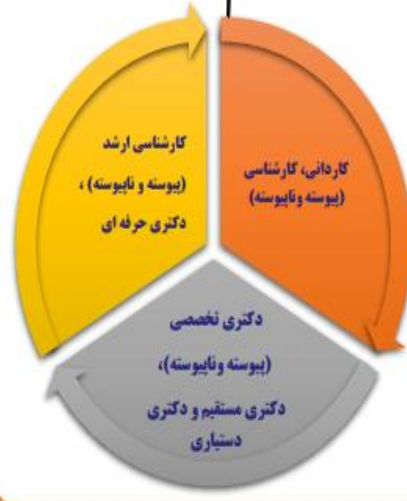 کاردانی، کارشناسی
(پیوسته وناپیوسته)
کارشناسی ارشد
(پیوسته و ناپیوسته) ،
دکتری حرفه ای
دکتری تخصصی
(پیوسته وناپیوسته)،
دکتری مستقیم و دکتری
دستیاری